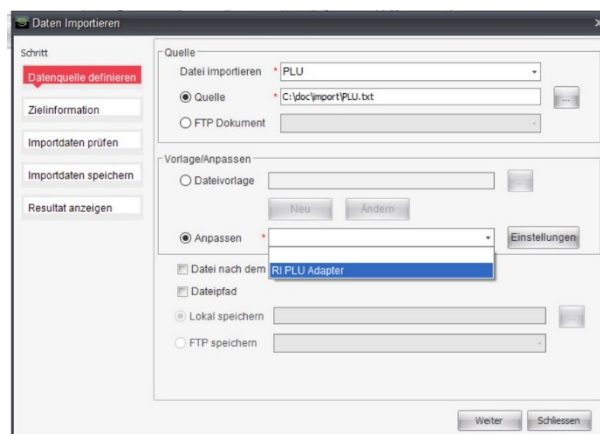 Daten Importieren
Schritt
Datenquelle definieren
Zielinformation
Importdaten prüfen
Importdaten speichern
Resultat anzeigen
Quelle
Datei importieren * PLU
Quelle * C:\doc\import\PLU.txt ...
FTP Dokument
Vorlage/Anpassen
Dateivorlage
Neu Ändern
Anpassen * Einstellungen
RI PLU Adapter
Datei nach dem
Dateipfad
Lokal speichern
FTP speichern
Weiter Schliessen